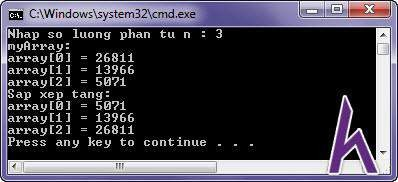 C:\Windows\system32\cmd.exe
Nhap so luong phan tu n : 3
myArray:
array[0] = 26811
array[1] = 13966
array[2] = 5071
Sap xep tang:
array[0] = 5071
array[1] = 13966
array[2] = 26811
Press any key to continue . . .